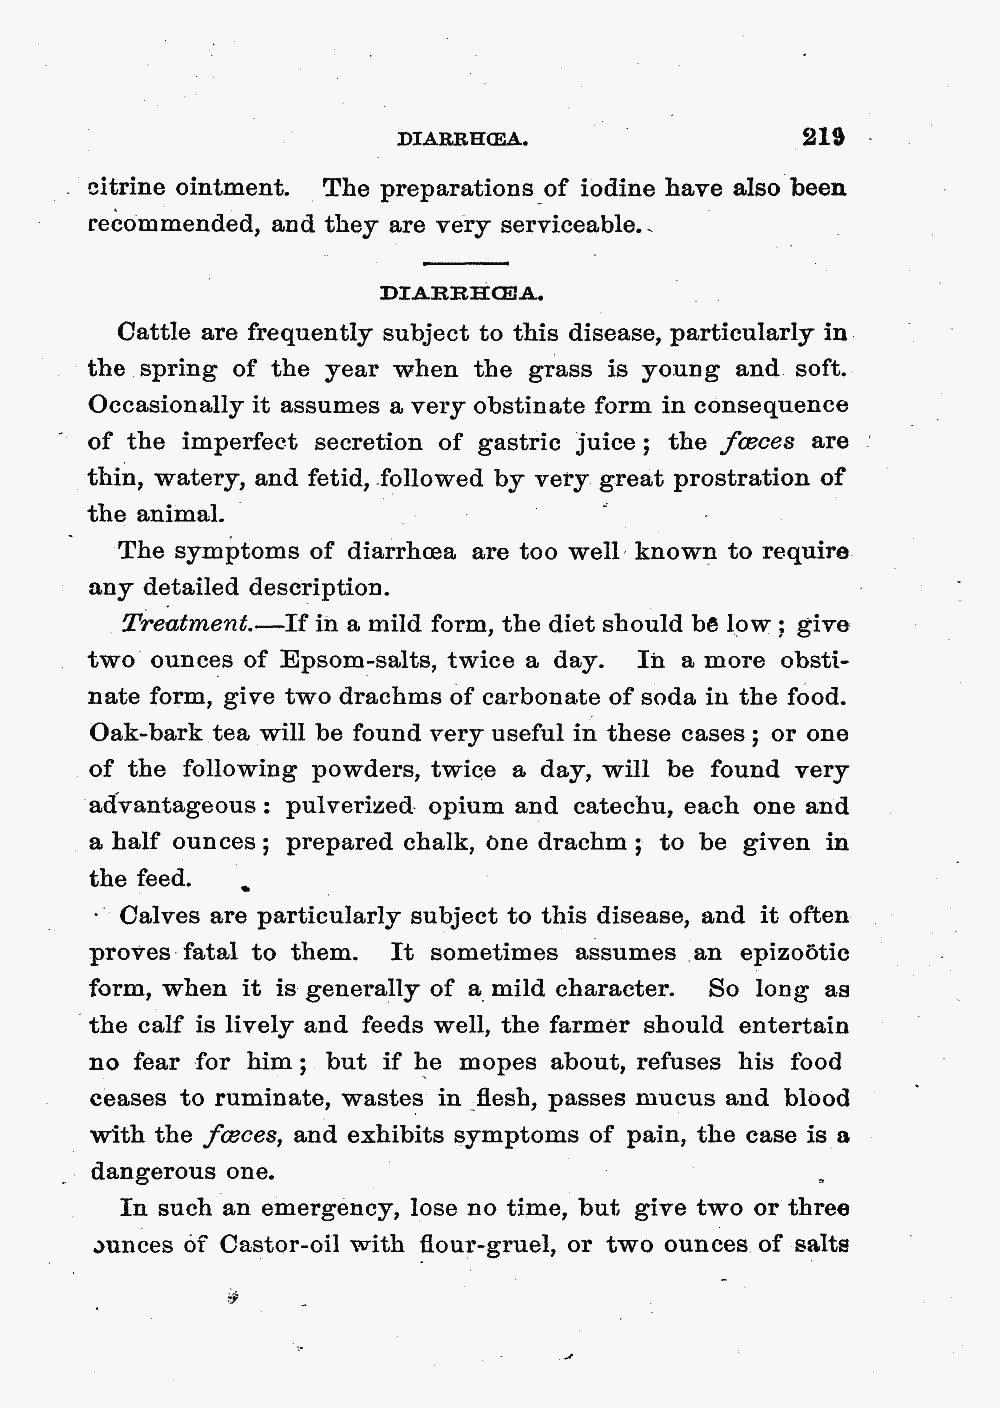 DIARRHŒA. 219
citrine ointment. The preparations of iodine have also been
recommended, and they are very serviceable.
DIARRHŒA.
Cattle are frequently subject to this disease, particularly in
the spring of the year when the grass is young and soft.
Occasionally it assumes a very obstinate form in consequence
of the imperfect secretion of gastric juice; the fœces are
thin, watery, and fetid, followed by very great prostration of
the animal.
The symptoms of diarrhœa are too well known to require
any detailed description.
Treatment.—If in a mild form, the diet should be low; give
two ounces of Epsom-salts, twice a day. In a more obsti-
nate form, give two drachms of carbonate of soda in the food.
Oak-bark tea will be found very useful in these cases; or one
of the following powders, twice a day, will be found very
advantageous: pulverized opium and catechu, each one and
a half ounces; prepared chalk, one drachm; to be given in
the feed.
Calves are particularly subject to this disease, and it often
proves fatal to them. It sometimes assumes an epizoötic
form, when it is generally of a mild character. So long as
the calf is lively and feeds well, the farmer should entertain
no fear for him; but if he mopes about, refuses his food
ceases to ruminate, wastes in flesh, passes mucus and blood
with the fœces, and exhibits symptoms of pain, the case is a
dangerous one.
In such an emergency, lose no time, but give two or three
ounces of Castor-oil with flour-gruel, or two ounces of salts